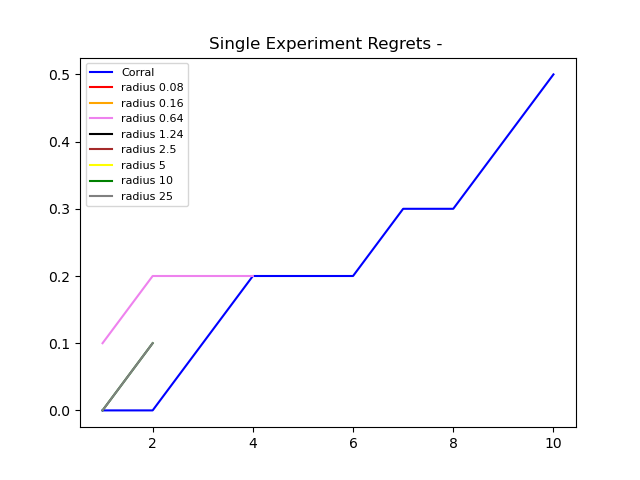 Single Experiment Regrets -
Corral
radius 0.08
radius 0.16
radius 0.64
radius 1.24
radius 2.5
radius 5
radius 10
radius 25
0.5
0.4
0.3
0.2
0.1
0.0
2 4 6 8 10